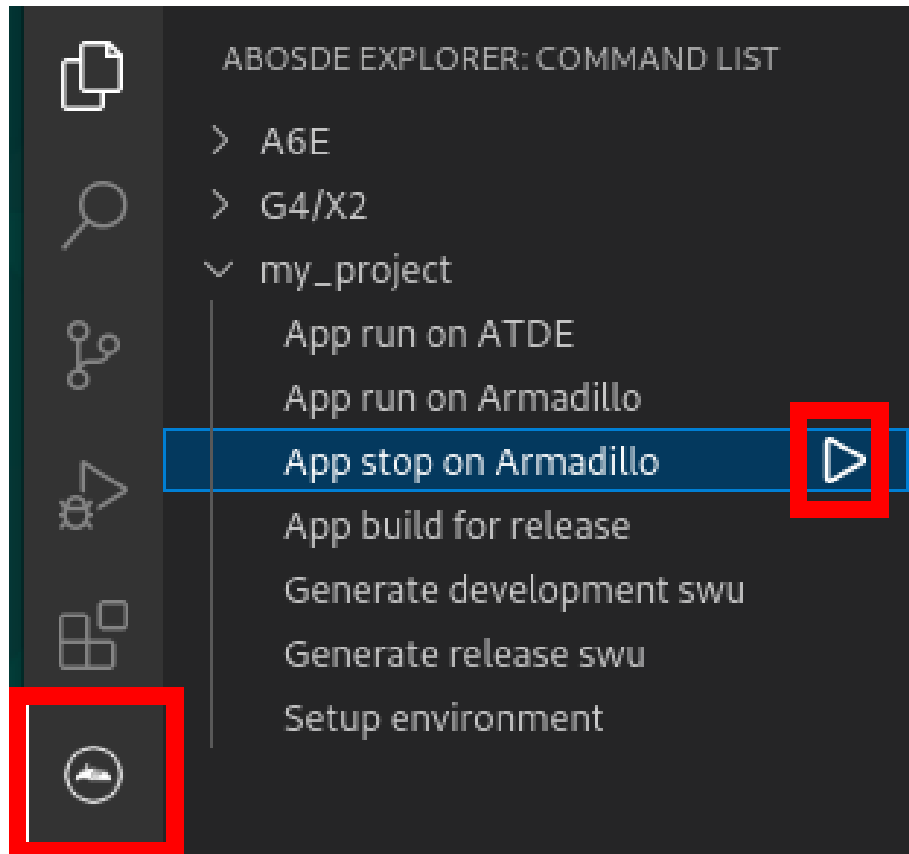 ABOSDE EXPLORER: COMMAND LIST
A6E
G4/X2
my_project
App run on ATDE
App run on Armadillo
App stop on Armadillo
App build for release
Generate development swu
Generate release swu
Setup environment